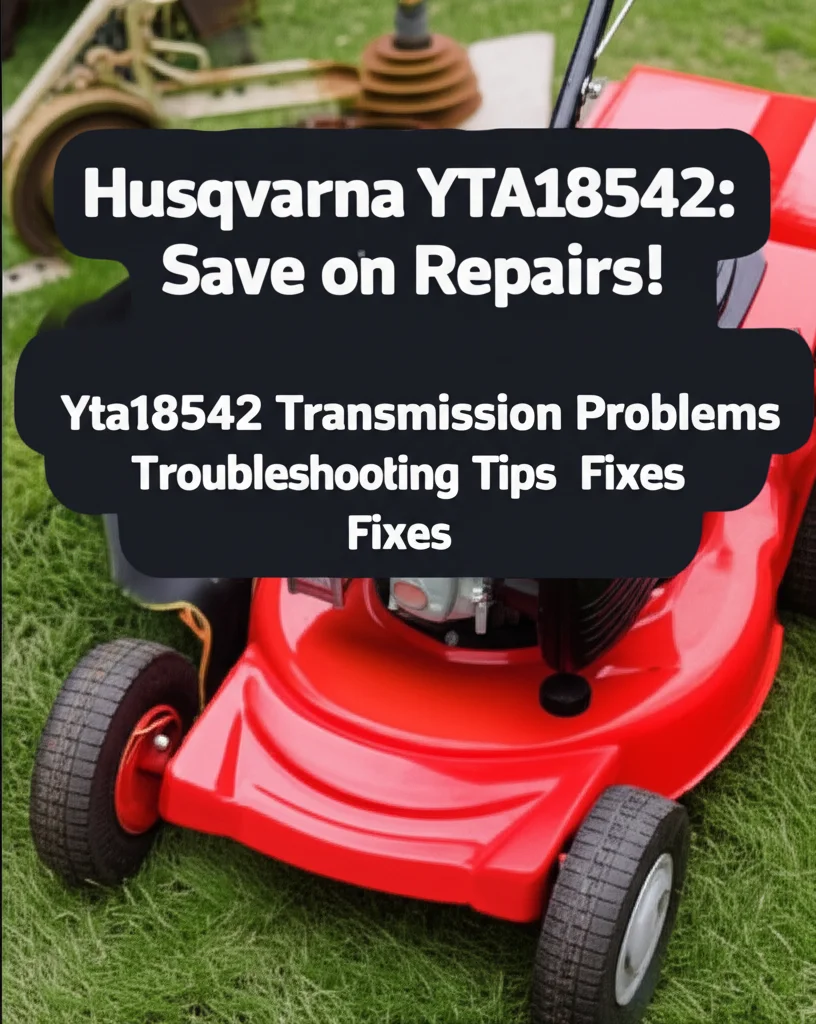 Husqvarna YTA18542:
Save on Repairs!
Yta18542 Transmission Problems
Troubleshooting Tips Fixes
Fixes